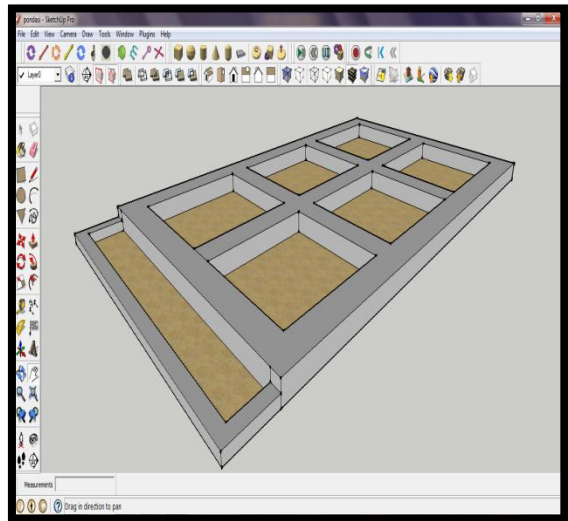 pondasi - SketchUp Pro
File Edit View Camera Draw Tools Window Plugins Help
Layer0
Measurements
Drag in direction to pan